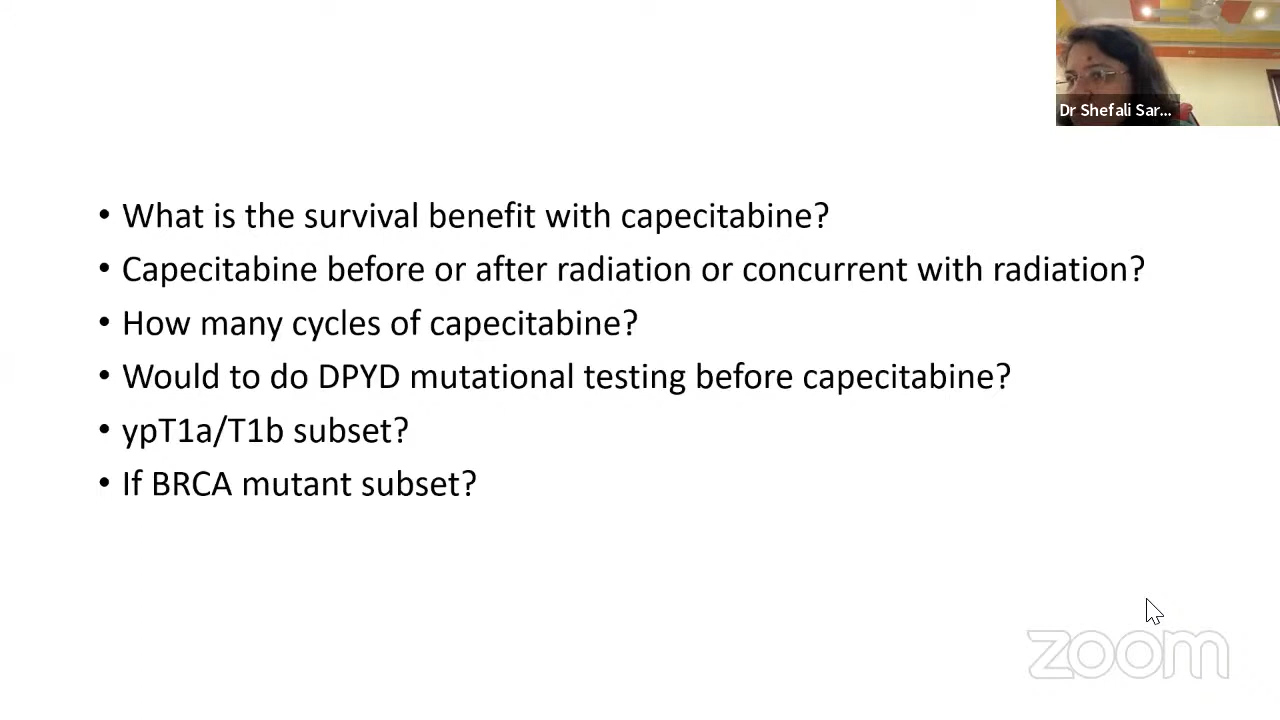 Dr Shefali Sar...
• What is the survival benefit with capecitabine?
• Capecitabine before or after radiation or concurrent with radiation?
• How many cycles of capecitabine?
• Would to do DPYD mutational testing before capecitabine?
• ypT1a/T1b subset?
• If BRCA mutant subset?
zoom